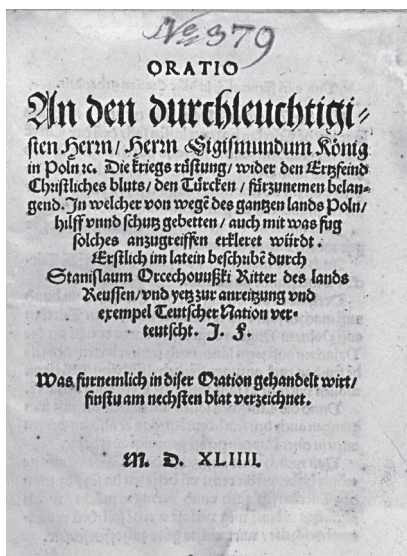 No 379
ORATIO
An den durchleuchtigi⸗
sten Herrn/ Herrn Sigismundum König
in Poln ꝛc. Die kriegs rüstung/ wider den Ertzfeind
Christliches bluts/ den Türcken/ fürzunemen belan⸗
gend. In welcher von wegẽ des gantzen lands Poln/
hilff vnnd schutz gebetten/ auch mit was fug
solches anzugreiffen erkleret würdt.
Erstlich im latein beschribẽ durch
Stanislaum Orcechouußki Ritter des lands
Reussen/ vnd yetz zur anreitzung vnd
exempel Teutscher Nation ver⸗
teutscht. J. F.
Was furnemlich in diser Oration gehandelt wirt/
finstu am nechsten blat verzeichnet.
M. D. XLIIII.